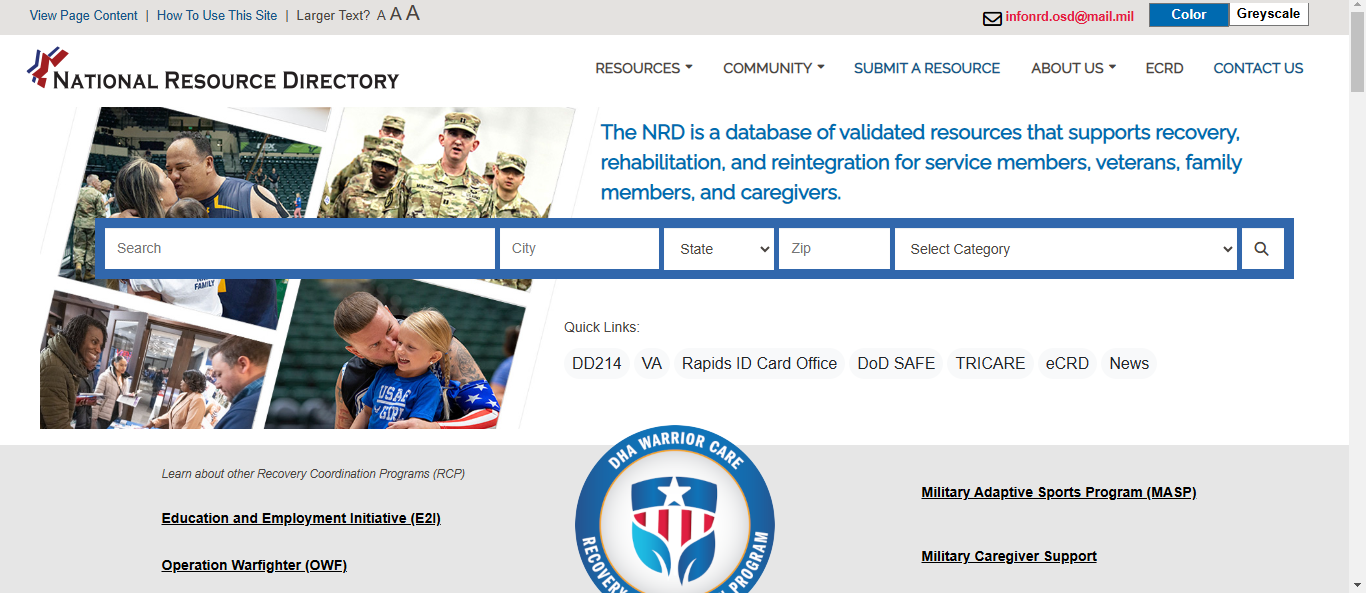 View Page Content | How To Use This Site | Larger Text? A A A
infonrd.osd@mail.mil
Color Greyscale
NATIONAL RESOURCE DIRECTORY
RESOURCES COMMUNITY SUBMIT A RESOURCE ABOUT US ECRD CONTACT US
The NRD is a database of validated resources that supports recovery,
rehabilitation, and reintegration for service members, veterans, family
members, and caregivers.
Search City State Zip Select Category
FAMILY
USAF
GIRL
Quick Links:
DD214 VA Rapids ID Card Office DoD SAFE TRICARE eCRD News
Learn about other Recovery Coordination Programs (RCP)
Education and Employment Initiative (E2I)
Operation Warfighter (OWF)
DHA WARRIOR CARE
RECOVERY PROGRAM
Military Adaptive Sports Program (MASP)
Military Caregiver Support